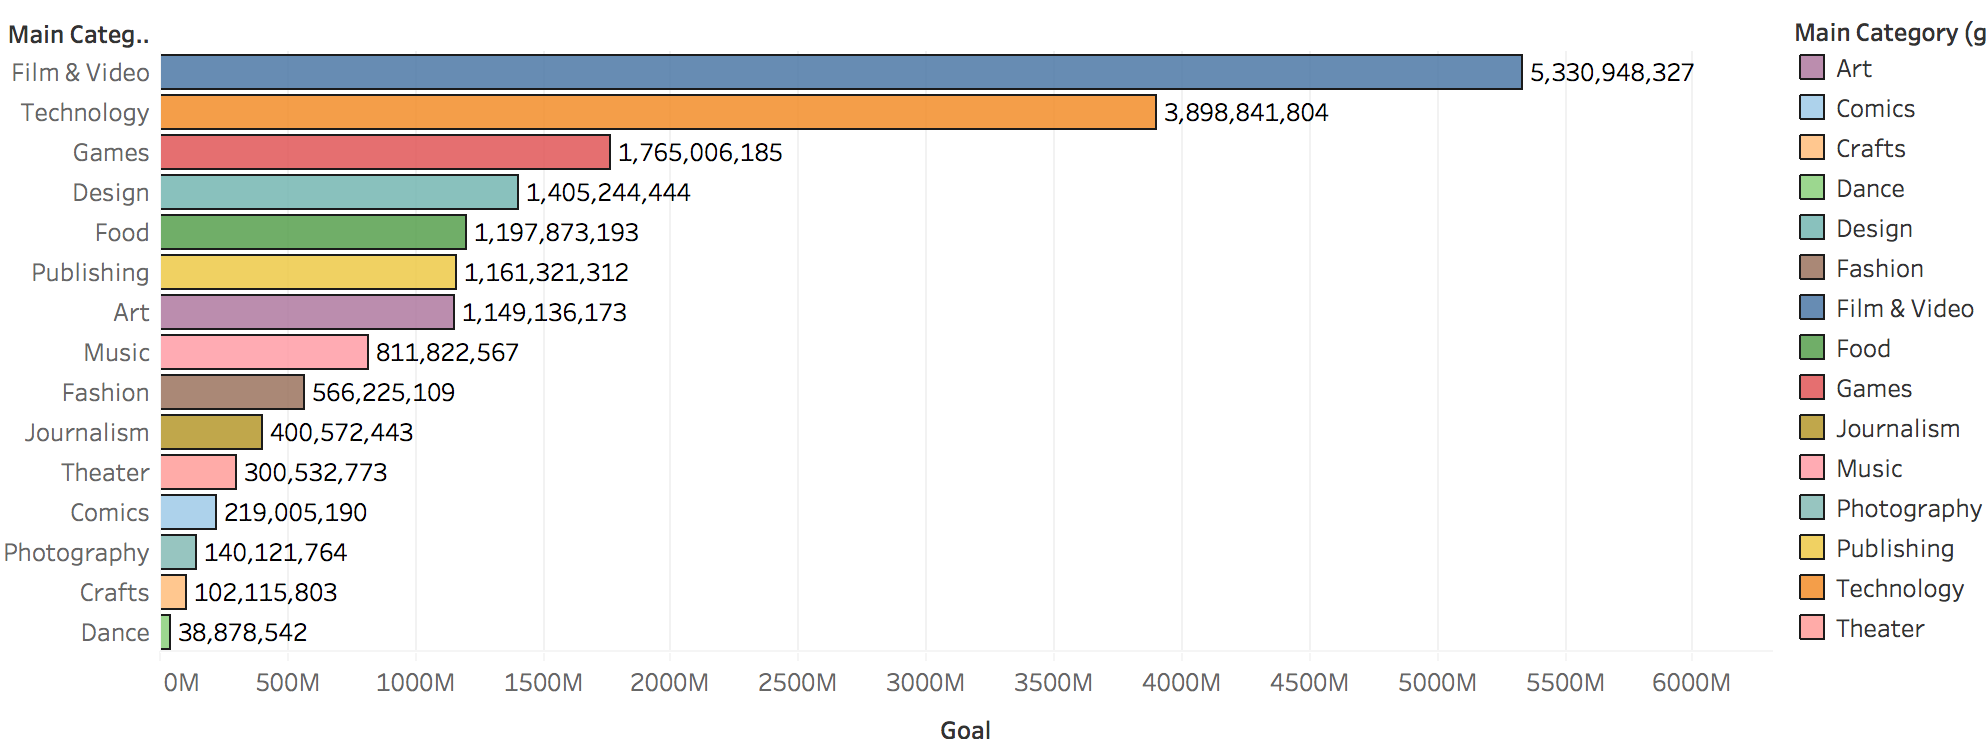 Main Categ..
Film & Video 5,330,948,327
Technology 3,898,841,804
Games 1,765,006,185
Design 1,405,244,444
Food 1,197,873,193
Publishing 1,161,321,312
Art 1,149,136,173
Music 811,822,567
Fashion 566,225,109
Journalism 400,572,443
Theater 300,532,773
Comics 219,005,190
Photography 140,121,764
Crafts 102,115,803
Dance 38,878,542
0M 500M 1000M 1500M 2000M 2500M 3000M 3500M 4000M 4500M 5000M 5500M 6000M
Goal
Main Category (g
Art
Comics
Crafts
Dance
Design
Fashion
Film & Video
Food
Games
Journalism
Music
Photography
Publishing
Technology
Theater